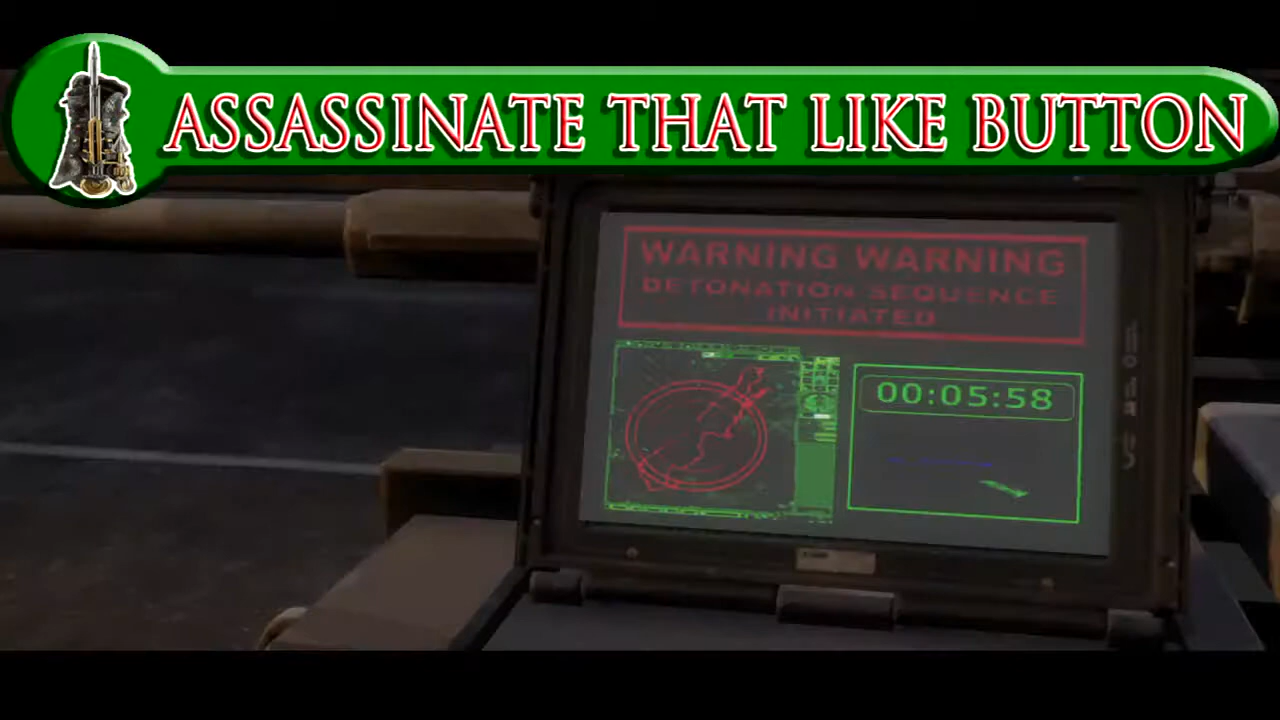 ASSASSINATE THAT LIKE BUTTON
WARNING WARNING
DETONATION SEQUENCE
INITIATED
00:05:58